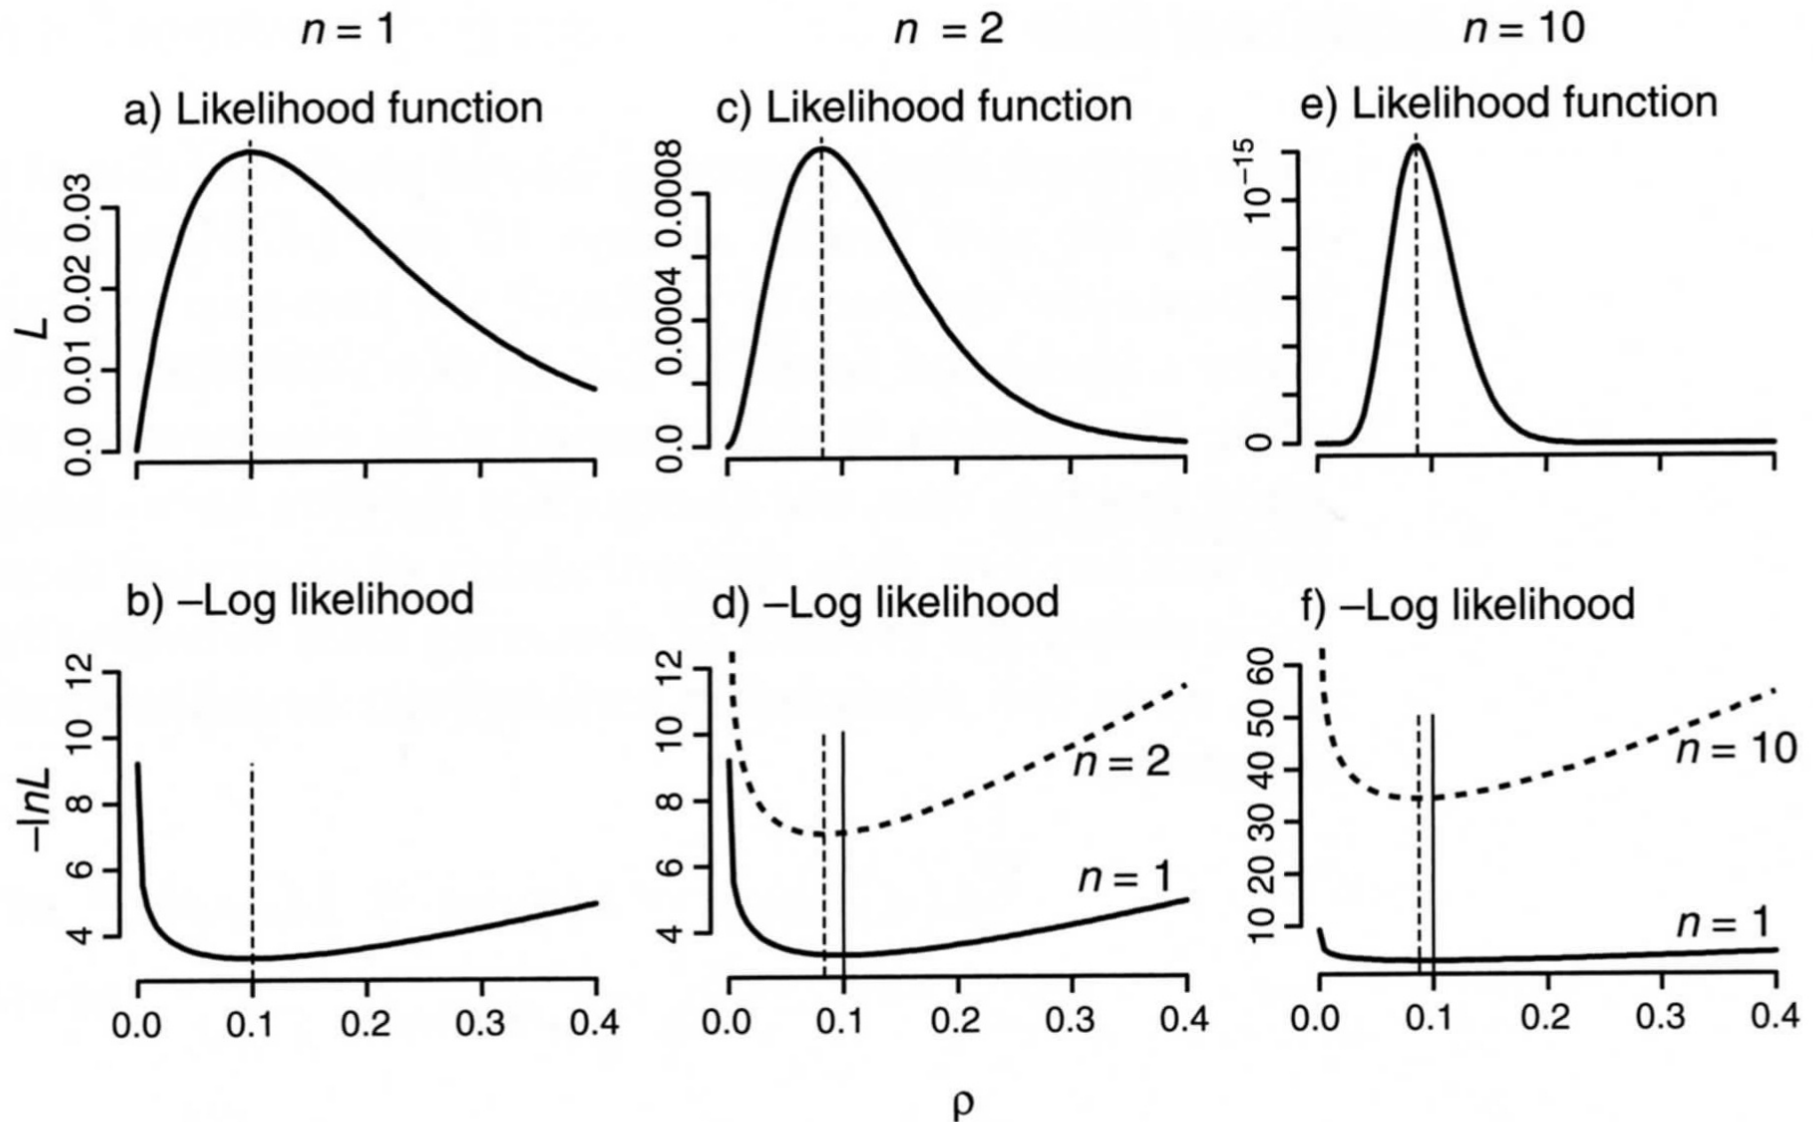 n = 1
n = 2
n = 10
a) Likelihood function
c) Likelihood function
e) Likelihood function
L
0.0 0.01 0.02 0.03
0.0 0.0004 0.0008
0 10−15
b) –Log likelihood
d) –Log likelihood
f) –Log likelihood
–lnL
4 6 8 10 12
4 6 8 10 12
10 20 30 40 50 60
n = 2
n = 1
n = 10
n = 1
0.0 0.1 0.2 0.3 0.4
0.0 0.1 0.2 0.3 0.4
0.0 0.1 0.2 0.3 0.4
ρ